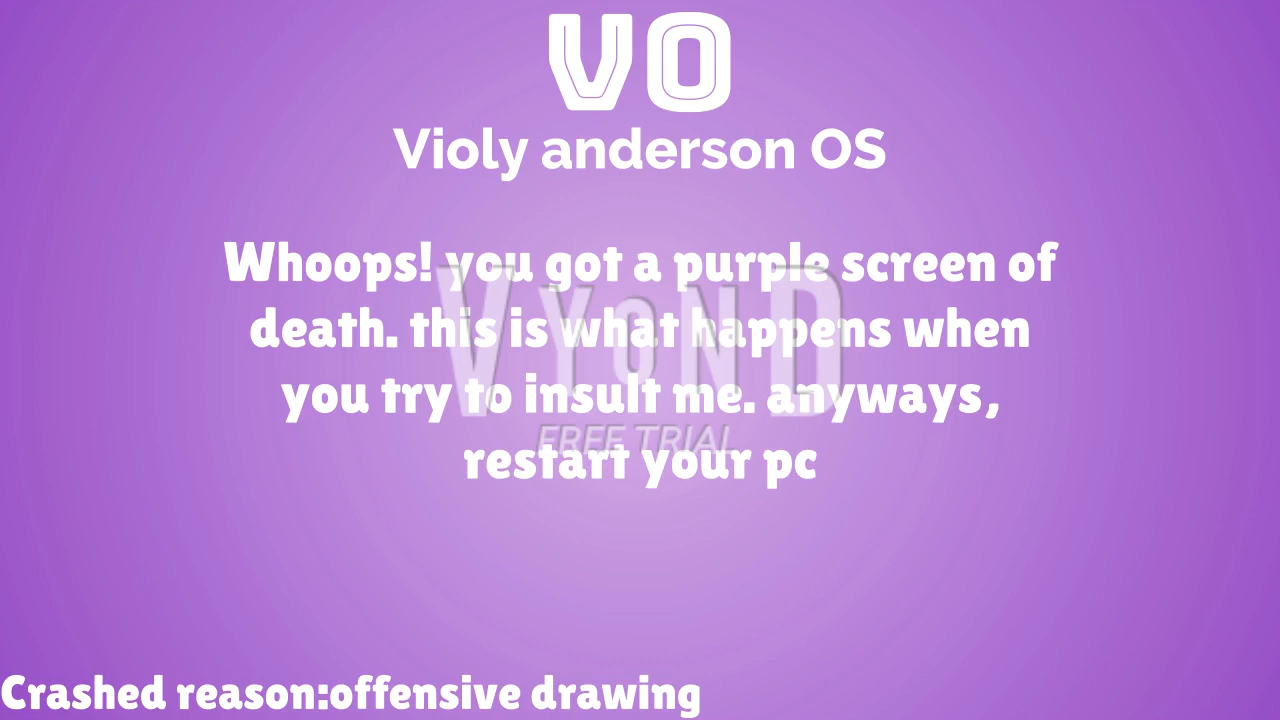 VO
Violy anderson OS
Whoops! you got a purple screen of
death. this is what happens when
you try to insult me. anyways,
restart your pc
VYOND
FREE TRIAL
Crashed reason:offensive drawing